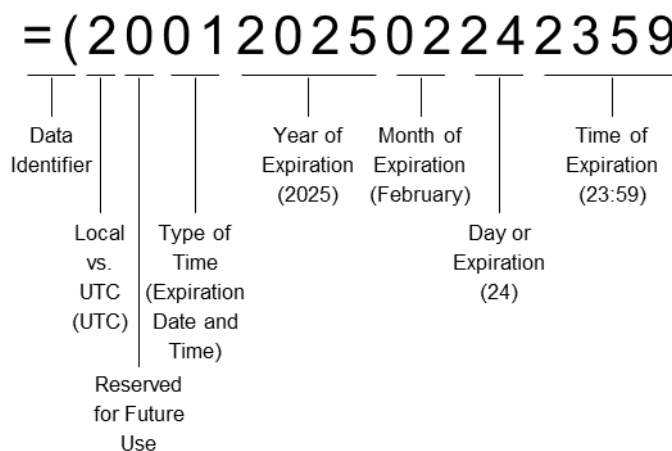 =(2001202502242359
Data Identifier
Year of Expiration (2025)
Month of Expiration (February)
Time of Expiration (23:59)
Local vs. UTC (UTC)
Type of Time (Expiration Date and Time)
Day or Expiration (24)
Reserved for Future Use